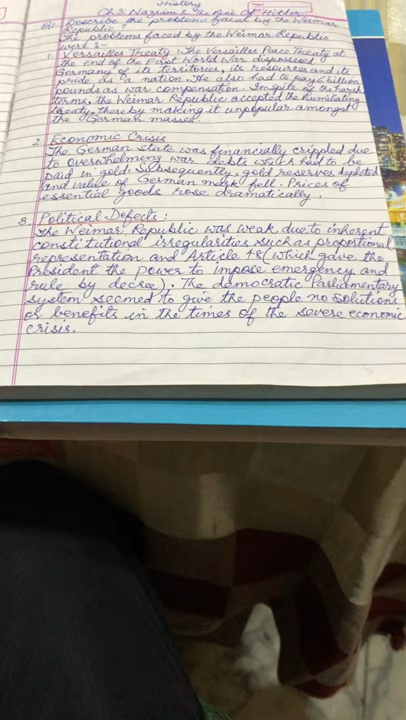 History
Ch 3 Nazism & The Rise Of Hitler
Q1. Describe the problems faced by the Weimar
Republic.
The problems faced by the Weimar Republic
were :-
1. Versailles Treaty : The Versailles Peace Treaty at
the end of the First World War dispossed
Germany of its territories, its resources and its
pride as a nation. It also had to pay 6 billion
pounds as war compensation. In spite of the harsh
terms, the Weimar Republic accepted the humiliating
treaty, thereby making it unpopular amongst
the German masses.
2. Economic Crisis
The German State was financially crippled due
to overwhelming war debts which had to be
paid in gold. Subsequently, gold reserves depleted
and value of German mark fell. Prices of
essential goods rose dramatically.
3. Political Defects :
The Weimar Republic was weak due to inherent
constitutional irregularities such as proportional
representation and Article 48 (which gave the
President the power to impose emergency and
rule by decree). The democratic Parliamentary
system seemed to give the people no solutions
or benefits in the times of the severe economic
crisis.